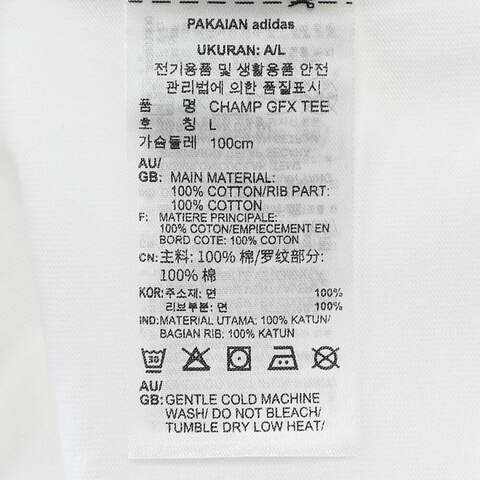 PAKAIAN adidas
UKURAN: A/L
전기용품 및 생활용품 안전
관리법에 의한 품질표시
품 명 CHAMP GFX TEE
호 칭 L
가슴둘레 100cm
AU/
GB: MAIN MATERIAL:
100% COTTON/RIB PART:
100% COTTON
F: MATIERE PRINCIPALE:
100% COTON/EMPIECEMENT EN
BORD COTE: 100% COTON
CN: 主料: 100% 棉/罗纹部分:
100% 棉
KOR: 주소재: 면 100%
리브부분: 면 100%
IND: MATERIAL UTAMA: 100% KATUN/
BAGIAN RIB: 100% KATUN
30
AU/
GB: GENTLE COLD MACHINE
WASH/ DO NOT BLEACH/
TUMBLE DRY LOW HEAT/